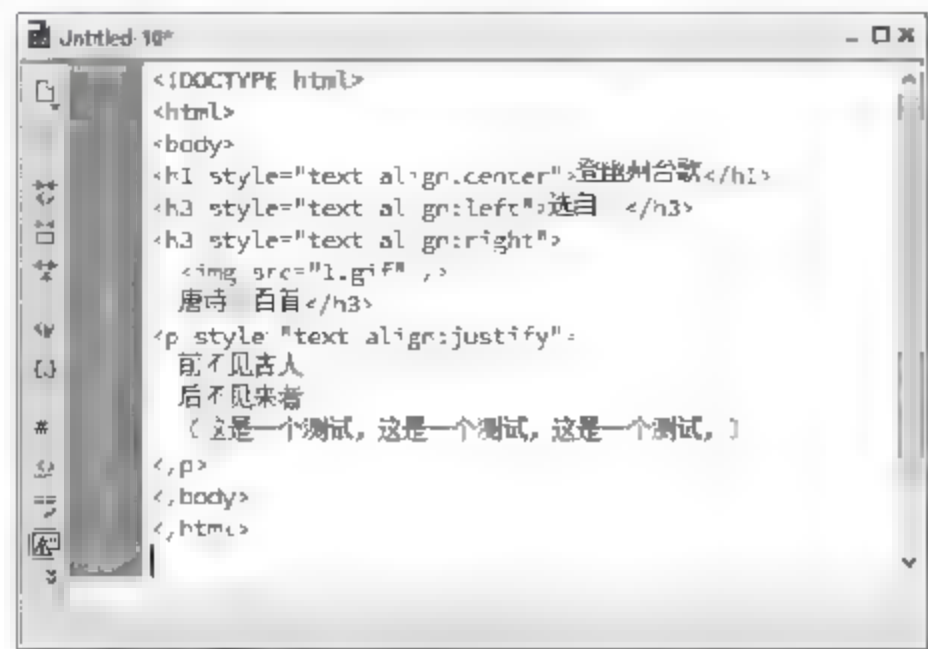 Untitled-10*
<!DOCTYPE html>
<html>
<body>
<h1 style="text-align:center">登幽州台歌</h1>
<h3 style="text-align:left">选自</h3>
<h3 style="text-align:right">
<img src="1.gif" />
唐诗 百首</h3>
<p style="text-align:justify">
前不见古人
后不见来者
(这是一个测试,这是一个测试,这是一个测试,)
</p>
</body>
</html>